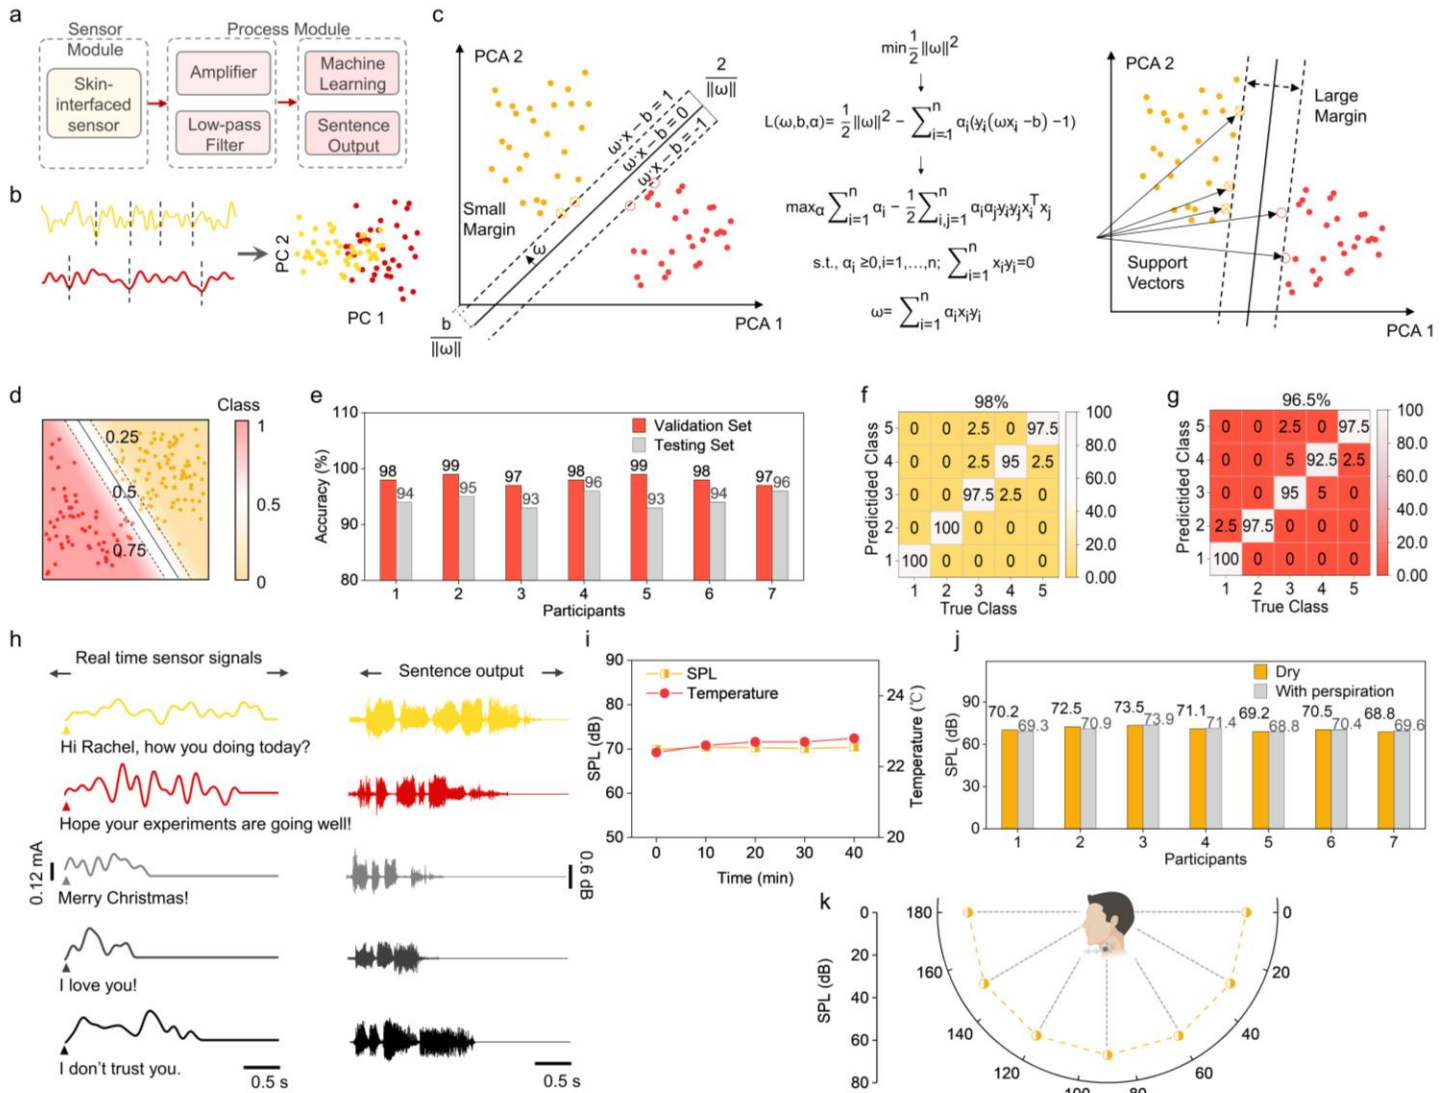 a
Sensor
Module
Process Module
Skin-
interfaced
sensor
Amplifier
Low-pass
Filter
Machine
Learning
Sentence
Output
b
PC 2
PC 1
c
PCA 2
2
‖ω‖
ω·x − b = 1
ω·x − b = 0
ω·x − b = -1
Small
Margin
ω
b
‖ω‖
PCA 1
min 1/2 ‖ω‖²
L(ω,b,α)= 1/2 ‖ω‖² − ∑ⁿᵢ₌₁ αᵢ(yᵢ(ωxᵢ −b) −1)
maxα ∑ⁿᵢ₌₁ αᵢ − 1/2 ∑ⁿᵢ,ⱼ₌₁ αᵢαⱼyᵢyⱼxᵢᵀxⱼ
s.t., αᵢ ≥0,i=1,...,n; ∑ⁿᵢ₌₁ xᵢyᵢ=0
ω= ∑ⁿᵢ₌₁ αᵢxᵢyᵢ
PCA 2
Large
Margin
Support
Vectors
PCA 1
d
Class
0.25
0.5
0.75
1
0.5
0
e
Accuracy (%)
110
100
90
80
Validation Set
Testing Set
98 94 99 95 97 93 98 96 99 93 98 94 97 96
1 2 3 4 5 6 7
Participants
f
98%
Predictided Class
5 0 0 2.5 0 97.5
4 0 0 2.5 95 2.5
3 0 0 97.5 2.5 0
2 0 100 0 0 0
1 100 0 0 0 0
1 2 3 4 5
True Class
100
80.0
60.0
40.0
20.0
0.00
g
96.5%
Predictided Class
5 0 0 2.5 0 97.5
4 0 0 5 92.5 2.5
3 0 0 95 5 0
2 2.5 97.5 0 0 0
1 100 0 0 0 0
1 2 3 4 5
True Class
100
80.0
60.0
40.0
20.0
0.00
h
Real time sensor signals
Sentence output
Hi Rachel, how you doing today?
Hope your experiments are going well!
0.12 mA
Merry Christmas!
0.6 dB
I love you!
I don't trust you.
0.5 s
0.5 s
i
SPL (dB)
90
80
70
60
50
SPL
Temperature
Temperature (℃)
24
22
20
0 10 20 30 40
Time (min)
j
SPL (dB)
90
60
30
0
Dry
With perspiration
70.2 69.3 72.5 70.9 73.5 73.9 71.1 71.4 69.2 68.8 70.5 70.4 68.8 69.6
1 2 3 4 5 6 7
Participants
k
SPL (dB)
0
20
40
60
80
180
160
140
120
100
80
60
40
20
0